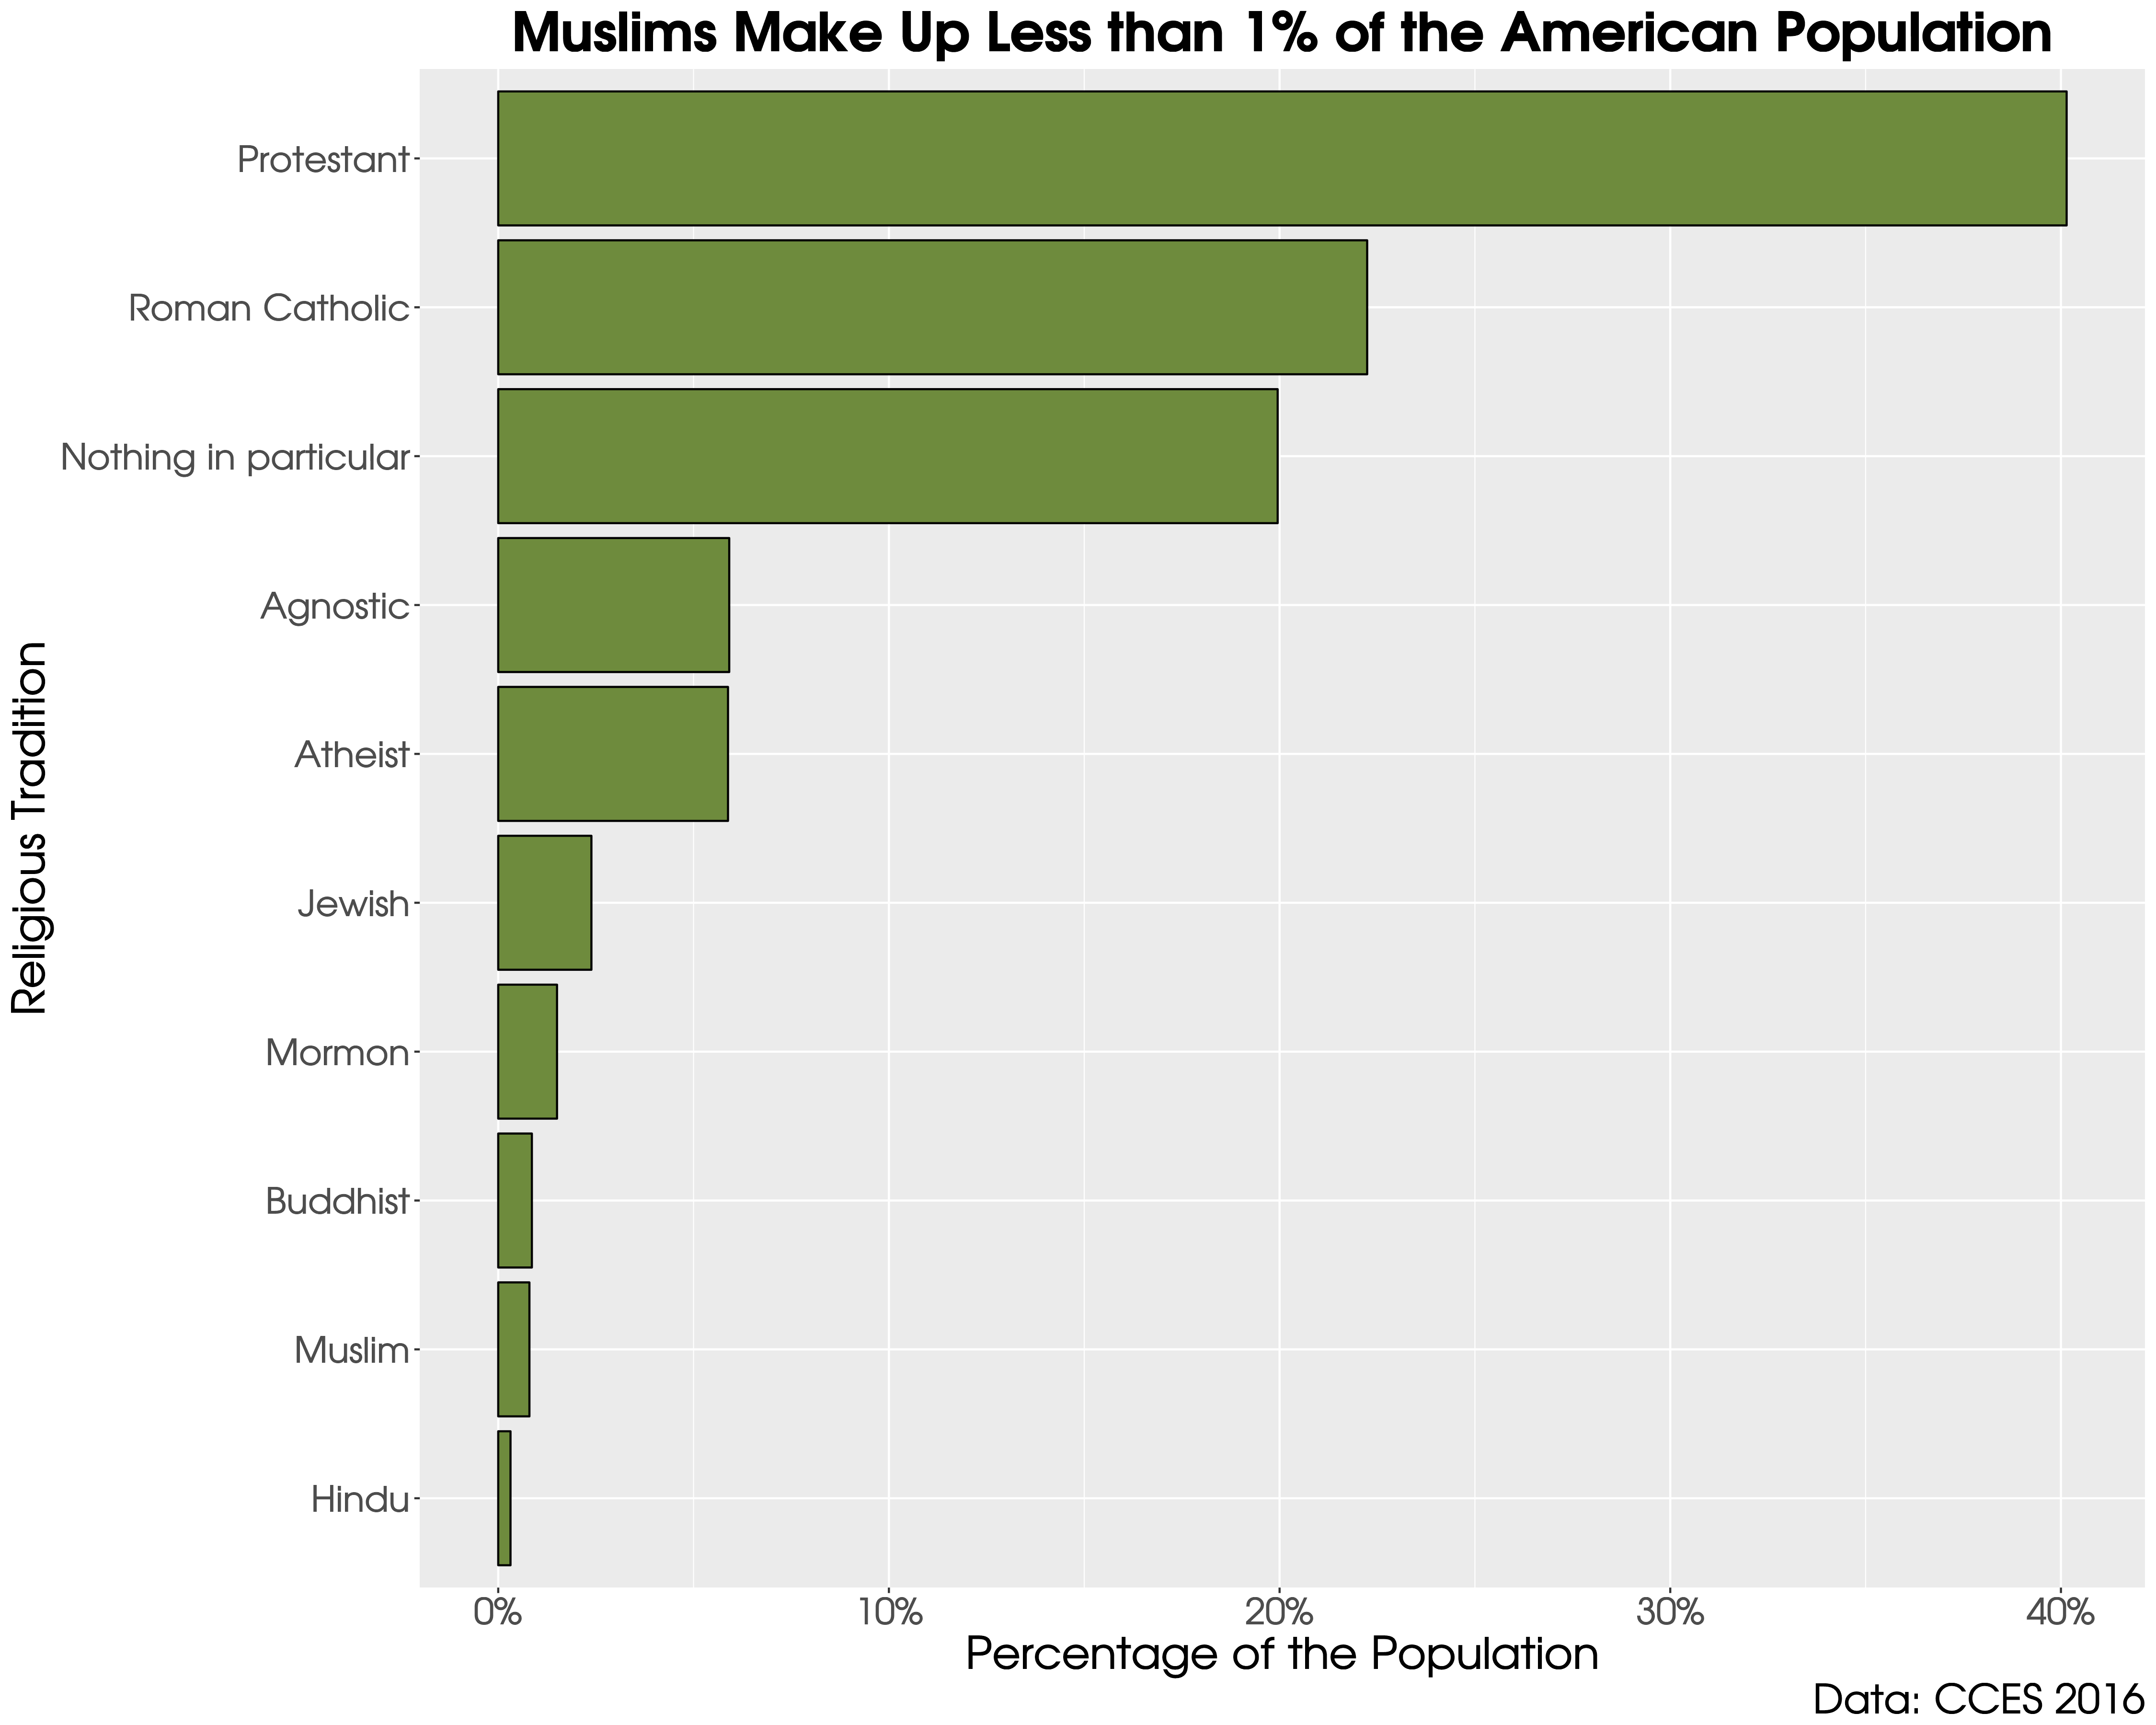 Muslims Make Up Less than 1% of the American Population
Protestant
Roman Catholic
Nothing in particular
Agnostic
Atheist
Jewish
Mormon
Buddhist
Muslim
Hindu
Religious Tradition
0% 10% 20% 30% 40%
Percentage of the Population
Data: CCES 2016